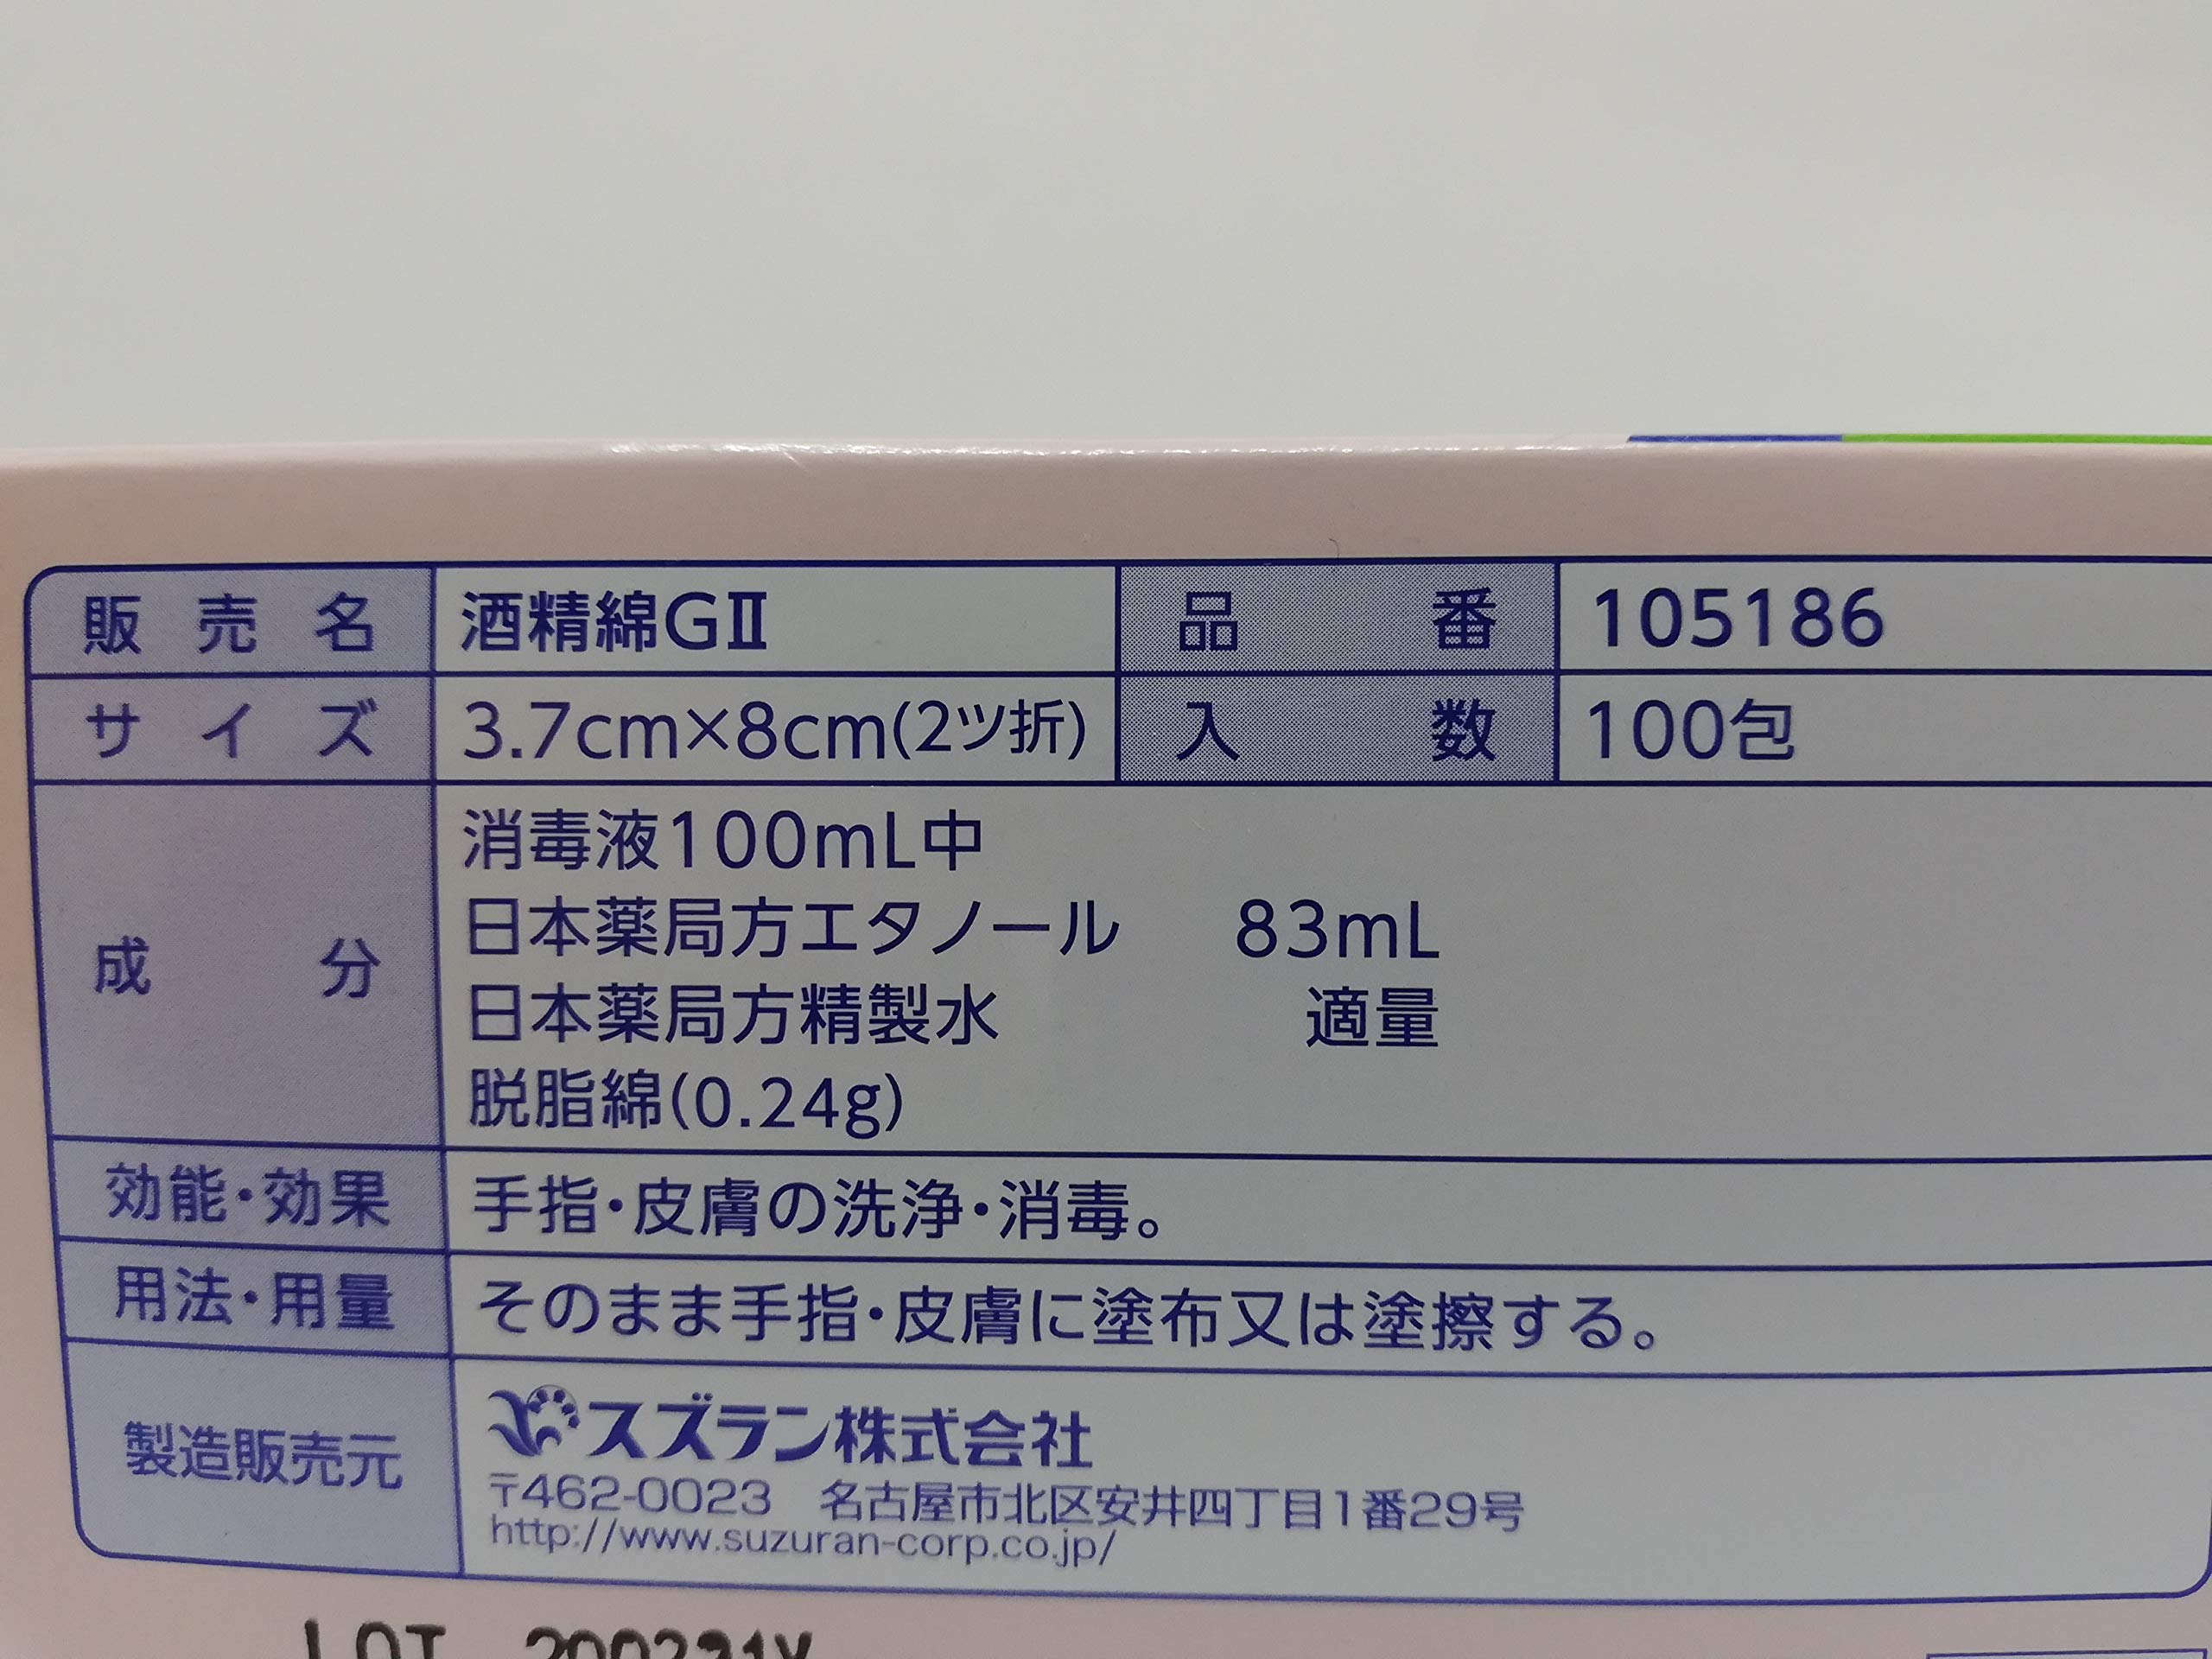 販売名 酒精綿GⅡ 品番 105186
サイズ 3.7cm×8cm(2ツ折) 入数 100包
成分 消毒液100mL中
日本薬局方エタノール 83mL
日本薬局方精製水 適量
脱脂綿(0.24g)
効能・効果 手指・皮膚の洗浄・消毒。
用法・用量 そのまま手指・皮膚に塗布又は塗擦する。
製造販売元 スズラン株式会社
〒462-0023 名古屋市北区安井四丁目1番29号
http://www.suzuran-corp.co.jp/
LOT